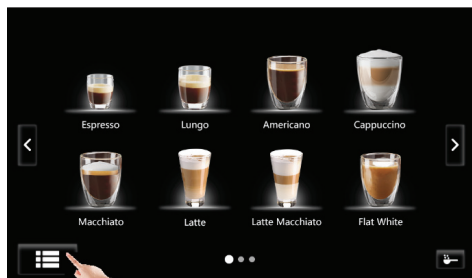 Espresso
Lungo
Americano
Cappuccino
Macchiato
Latte
Latte Macchiato
Flat White